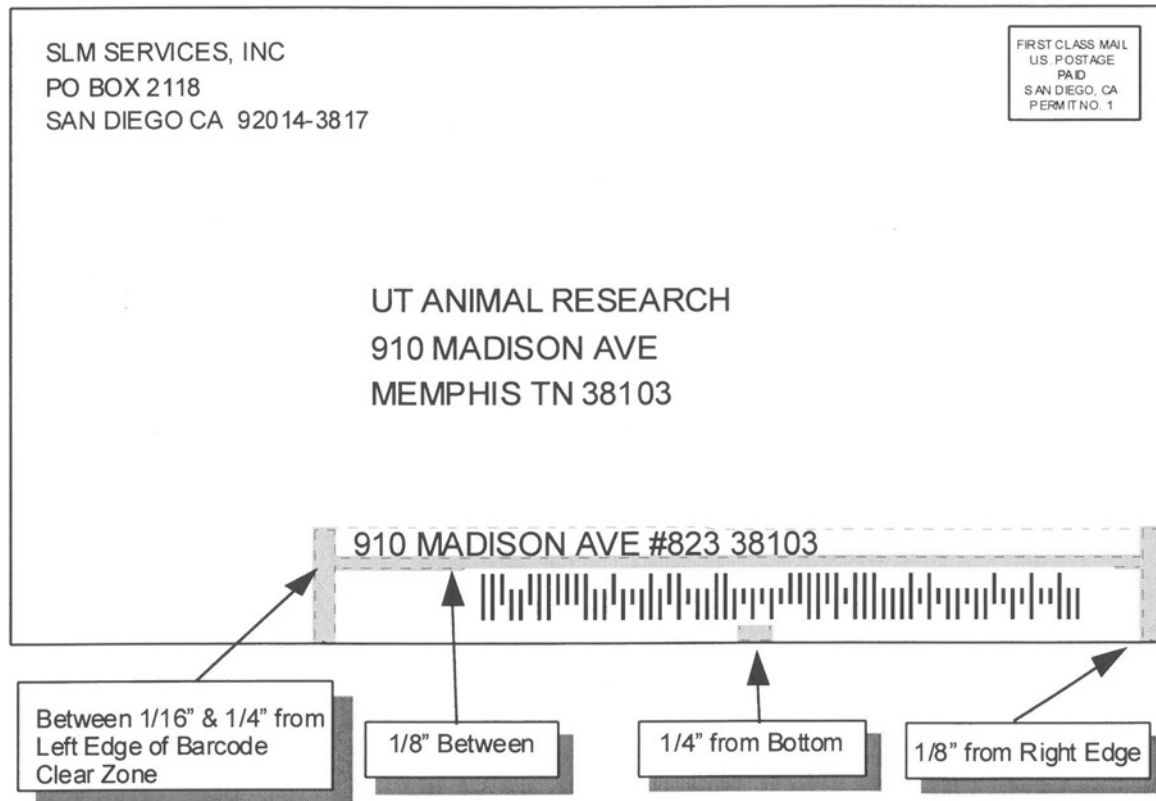 SLM SERVICES, INC
PO BOX 2118
SAN DIEGO CA 92014-3817
FIRST CLASS MAIL
U.S. POSTAGE
PAID
SAN DIEGO, CA
PERMIT NO. 1
UT ANIMAL RESEARCH
910 MADISON AVE
MEMPHIS TN 38103
910 MADISON AVE #823 38103
Between 1/16” & 1/4” from
Left Edge of Barcode
Clear Zone
1/8” Between
1/4” from Bottom
1/8” from Right Edge